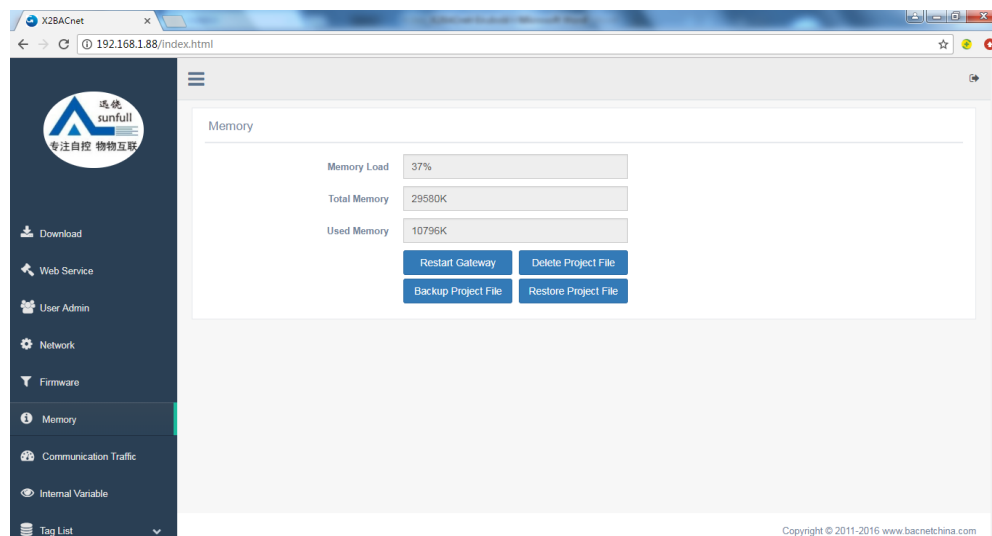 X2BACnet
192.168.1.88/index.html
迅饶
sunfull
专注自控 物物互联
Download
Web Service
User Admin
Network
Firmware
Memory
Communication Traffic
Internal Variable
Tag List
Memory
Memory Load 37%
Total Memory 29580K
Used Memory 10796K
Restart Gateway Delete Project File
Backup Project File Restore Project File
Copyright © 2011-2016 www.bacnetchina.com